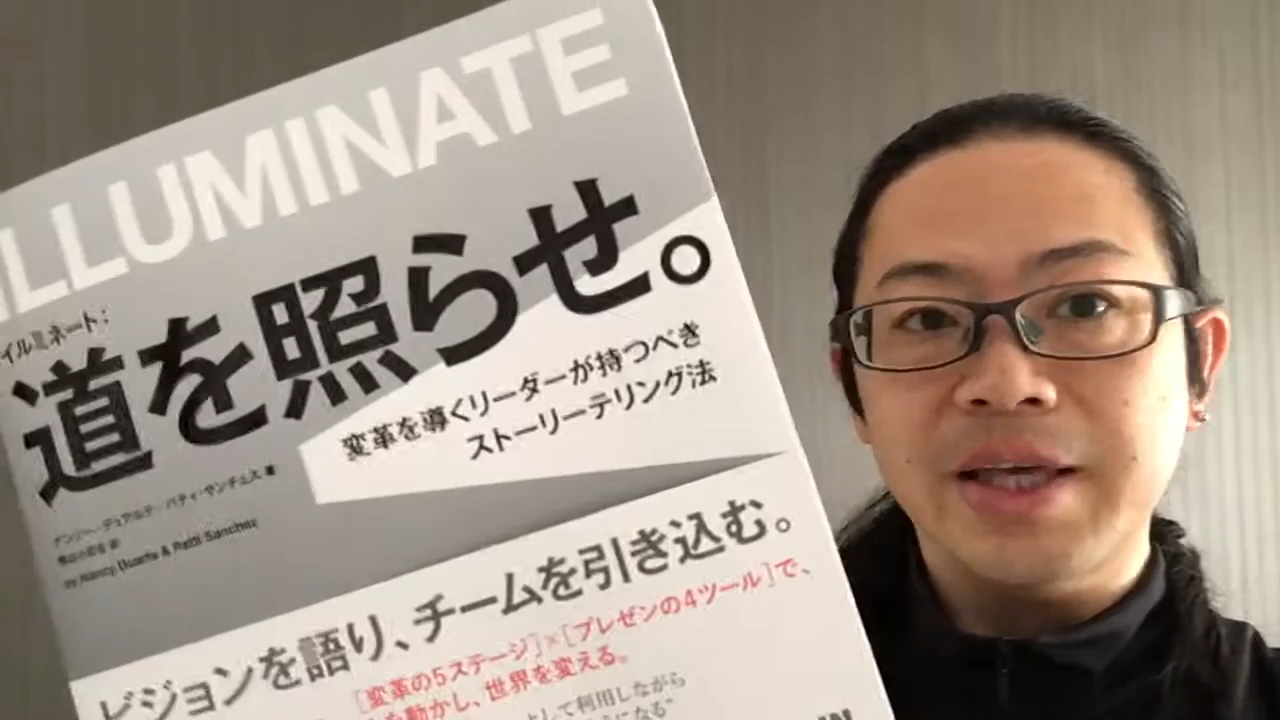 ILLUMINATE
イルミネート:
道を照らせ。
変革を導くリーダーが持つべき
ストーリーテリング法
ナンシー・デュアルテ パティ・サンチェス 著
by Nancy Duarte & Patti Sanchez
ビジョンを語り、チームを引き込む。
[変革の5ステージ]×[プレゼンの4ツール]で、
を動かし、世界を変える。
として利用しながら
うになる"